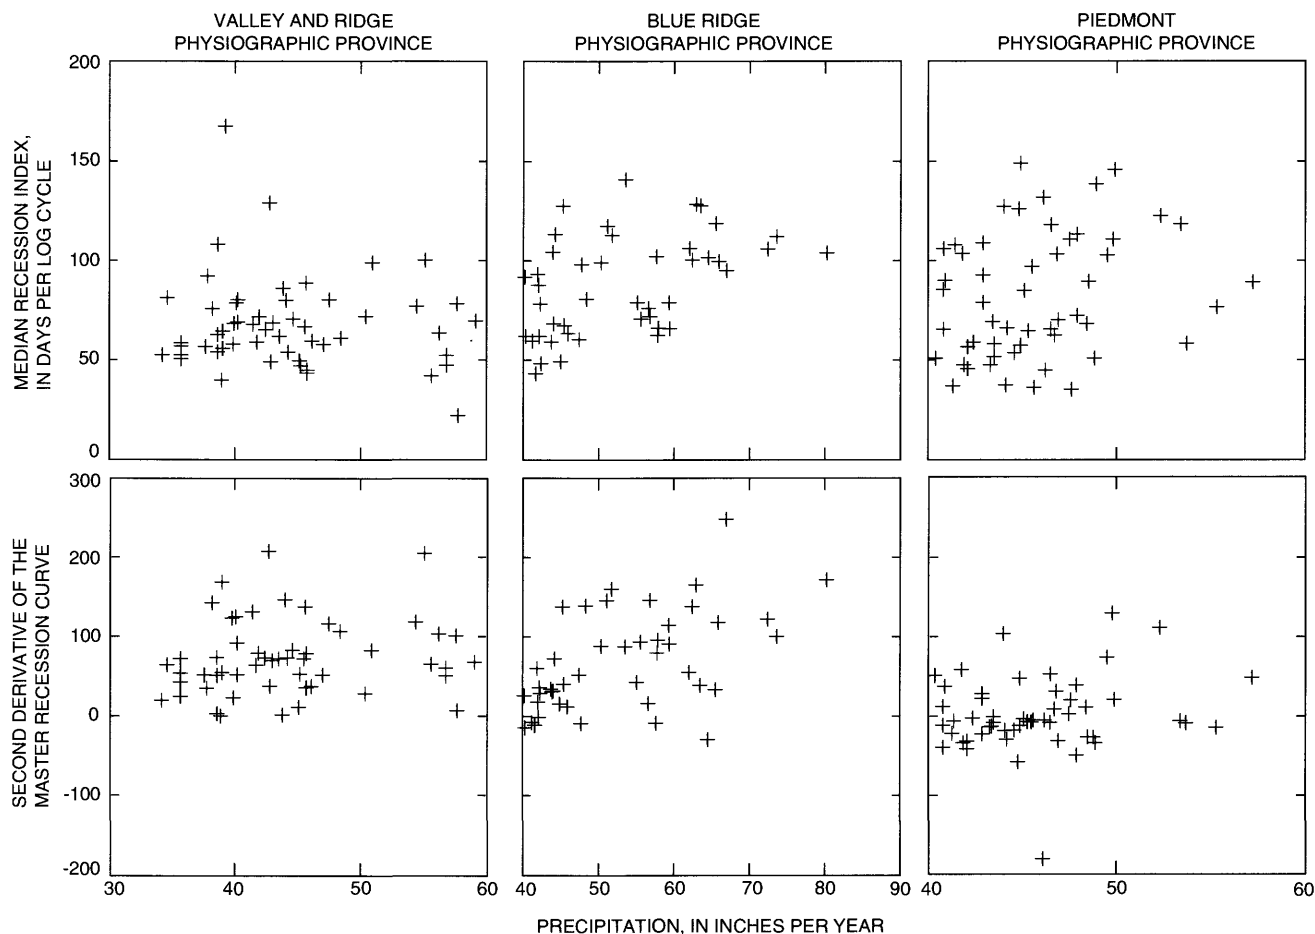 VALLEY AND RIDGE
PHYSIOGRAPHIC PROVINCE
BLUE RIDGE
PHYSIOGRAPHIC PROVINCE
PIEDMONT
PHYSIOGRAPHIC PROVINCE
MEDIAN RECESSION INDEX,
IN DAYS PER LOG CYCLE
200
150
100
50
0
SECOND DERIVATIVE OF THE
MASTER RECESSION CURVE
300
200
100
0
-100
-200
30 40 50 60
40 50 60 70 80 90
40 50 60
PRECIPITATION, IN INCHES PER YEAR